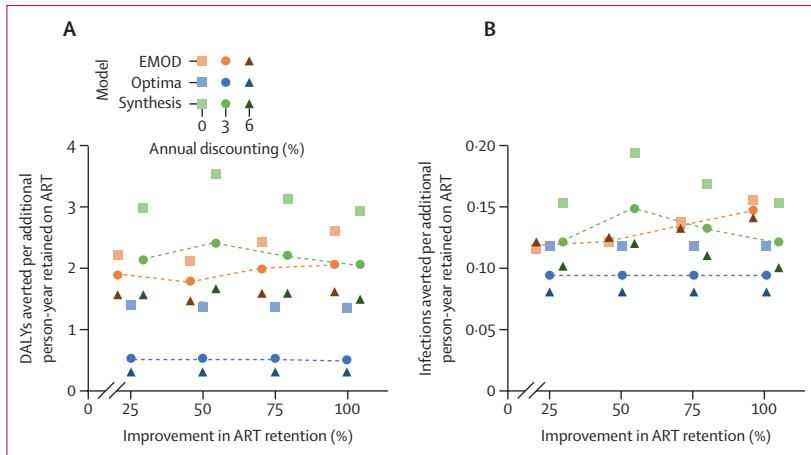 A
Model
EMOD
Optima
Synthesis
0 3 6
Annual discounting (%)
DALYs averted per additional
person-year retained on ART
4
3
2
1
0
0 25 50 75 100
Improvement in ART retention (%)
B
Infections averted per additional
person-year retained on ART
0·20
0·15
0·10
0·05
0
0 25 50 75 100
Improvement in ART retention (%)